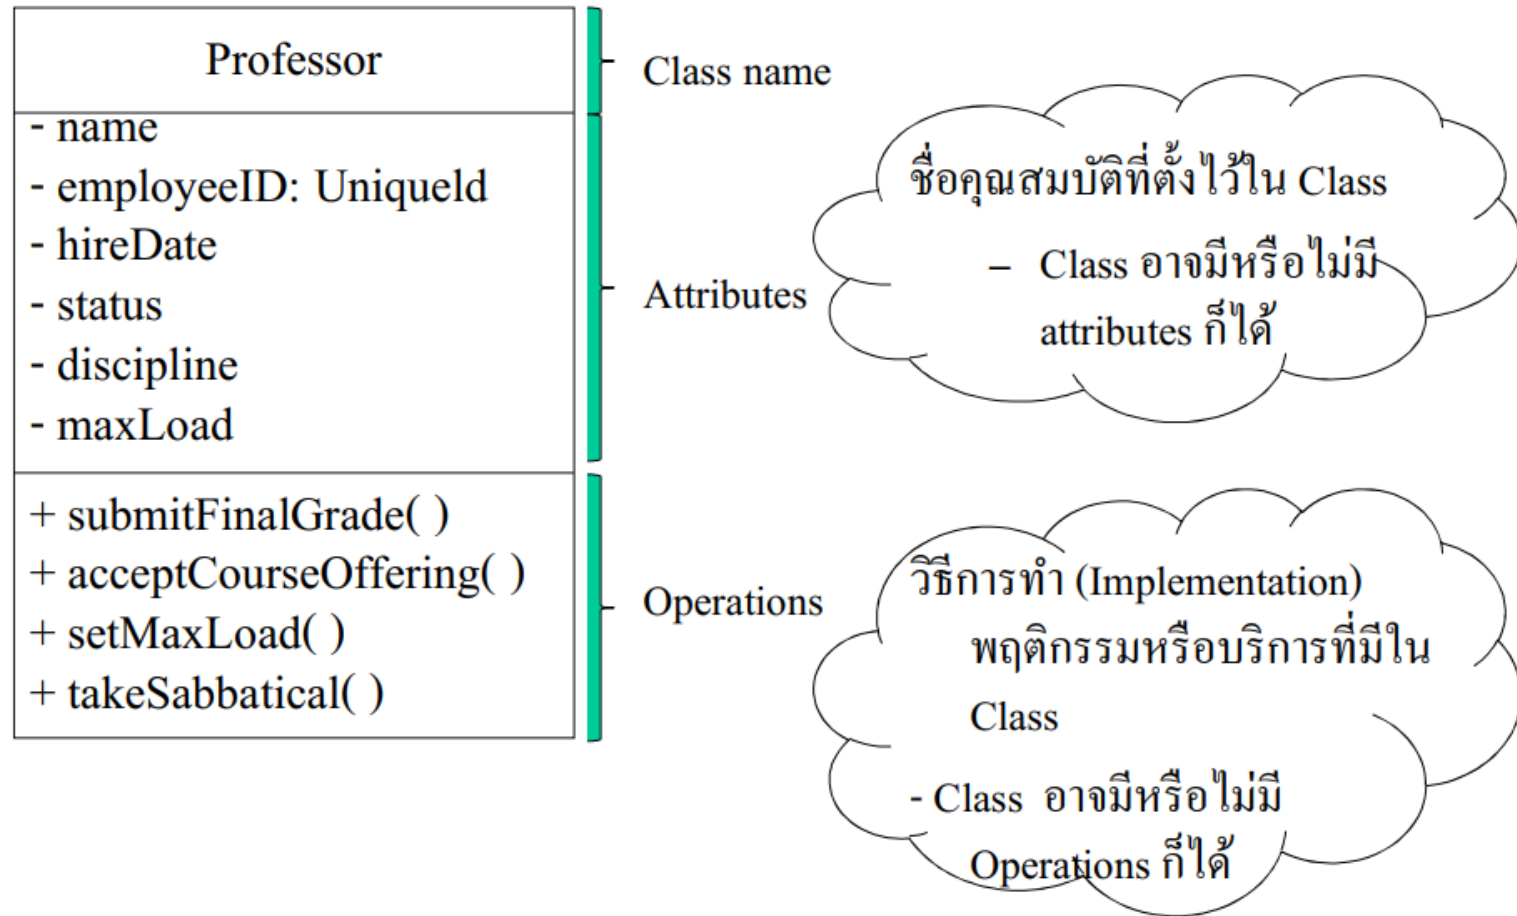 Professor
- name
- employeeID: Uniqueld
- hireDate
- status
- discipline
- maxLoad
+ submitFinalGrade( )
+ acceptCourseOffering( )
+ setMaxLoad( )
+ takeSabbatical( )
Class name
Attributes
Operations
ชื่อคุณสมบัติที่ตั้งไว้ใน Class
– Class อาจมีหรือไม่มี
attributes ก็ได้
วิธีการทำ (Implementation)
พฤติกรรมหรือบริการที่มีใน
Class
- Class อาจมีหรือไม่มี
Operations ก็ได้